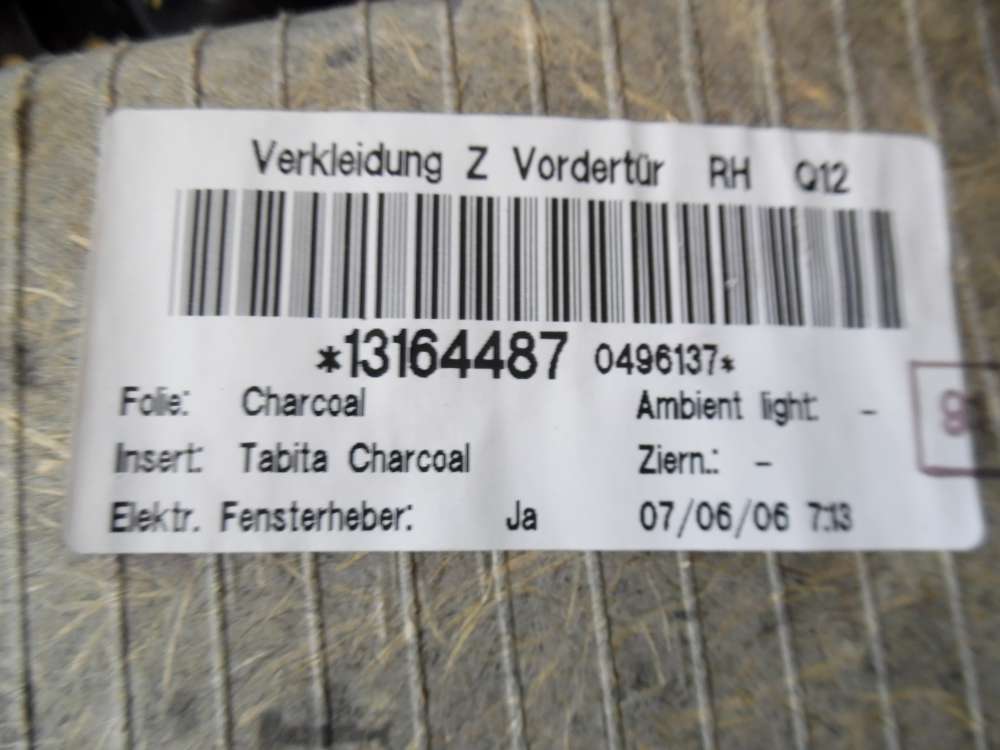 Verkleidung Z Vordertür RH Q12
*13164487 0496137*
Folie: Charcoal Ambient light: -
Insert: Tabita Charcoal Ziern.: -
Elektr. Fensterheber: Ja 07/06/06 7:13